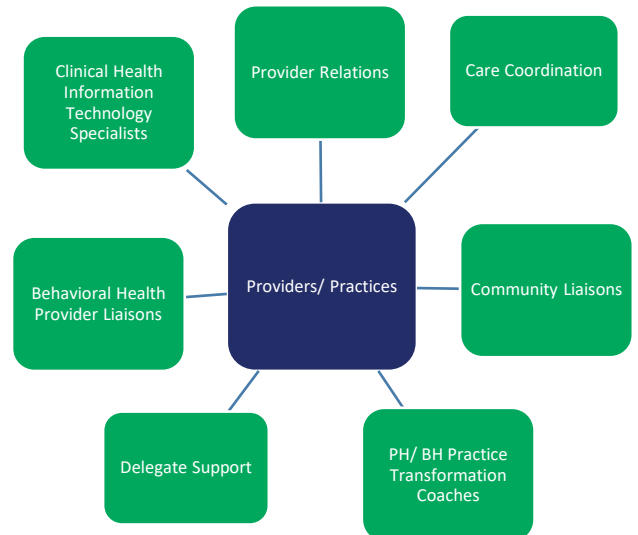 Clinical Health
Information
Technology
Specialists
Provider Relations
Care Coordination
Behavioral Health
Provider Liaisons
Providers/ Practices
Community Liaisons
Delegate Support
PH/ BH Practice
Transformation
Coaches